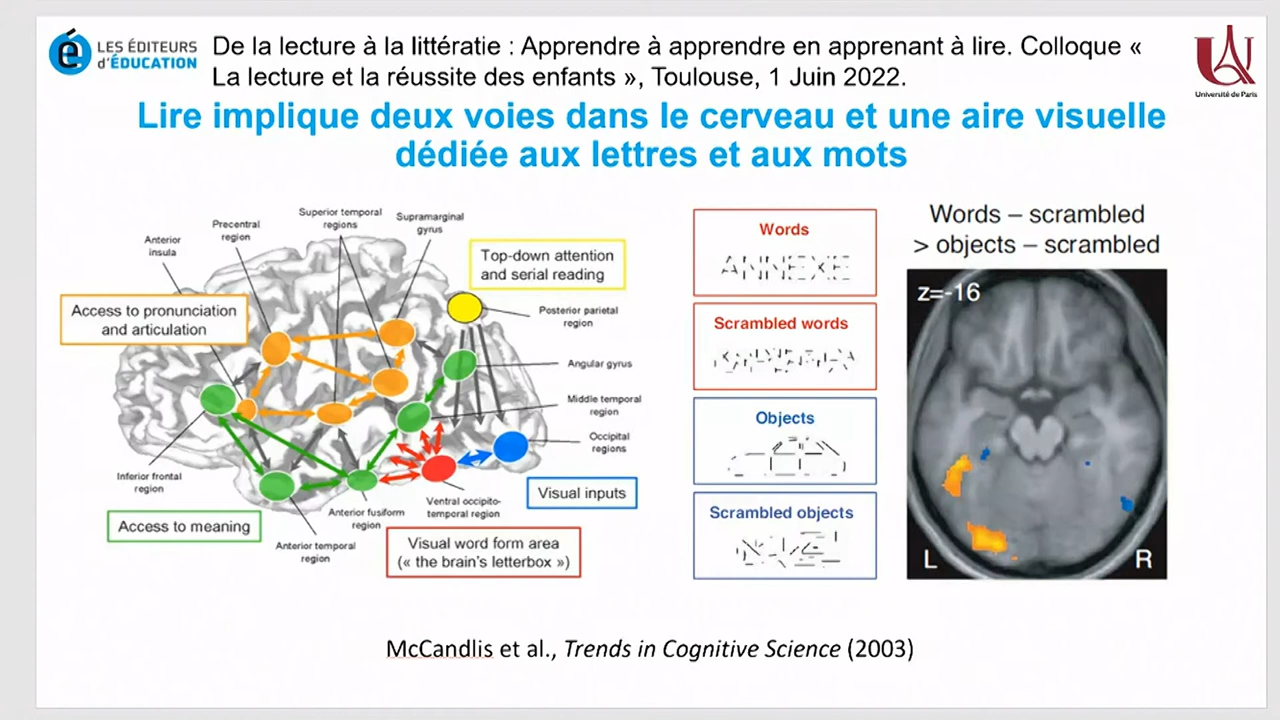 LES ÉDITEURS
d'ÉDUCATION
De la lecture à la littératie : Apprendre à apprendre en apprenant à lire. Colloque «
La lecture et la réussite des enfants », Toulouse, 1 Juin 2022.
Université de Paris
Lire implique deux voies dans le cerveau et une aire visuelle
dédiée aux lettres et aux mots
Anterior
insula
Precentral
region
Superior temporal
regions
Supramarginal
gyrus
Top-down attention
and serial reading
Access to pronunciation
and articulation
Posterior parietal
region
Angular gyrus
Middle temporal
region
Occipital
regions
Inferior frontal
region
Visual inputs
Ventral occipito-
temporal region
Anterior fusiform
region
Access to meaning
Anterior temporal
region
Visual word form area
(« the brain's letterbox »)
Words
ANNEXE
Scrambled words
Objects
Scrambled objects
Words – scrambled
> objects – scrambled
z=-16
L
R
McCandlis et al., Trends in Cognitive Science (2003)